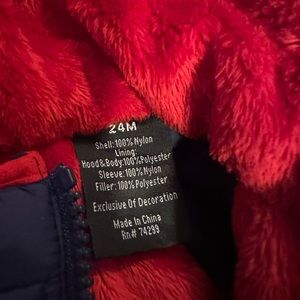 24M
Shell:100%Nylon
Lining:
Hood&Body:100%Polyester
Sleeve:100%Nylon
Filler:100%Polyester
Exclusive Of Decoration
Made In China
Rn# 74299